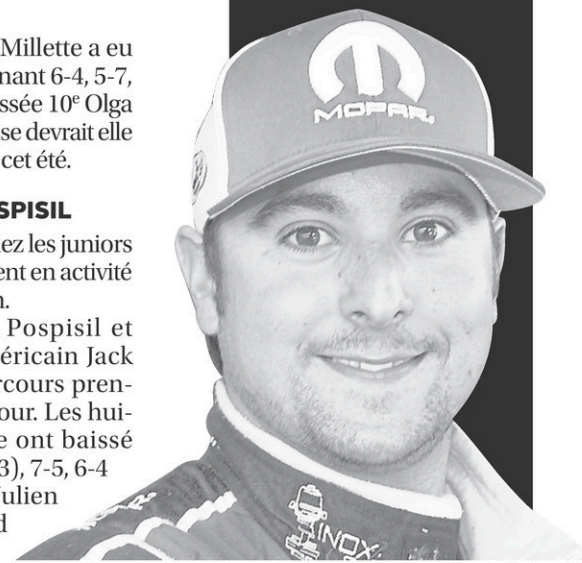 Millette a eu
nant 6-4, 5-7,
ssée 10e Olga
se devrait elle
cet été.
SPISIL
ez les juniors
ent en activité
n.
Pospisil et
éricain Jack
rcours pren-
our. Les hui-
e ont baissé
3), 7-5, 6-4
ulien
d
MOPAR
INOX